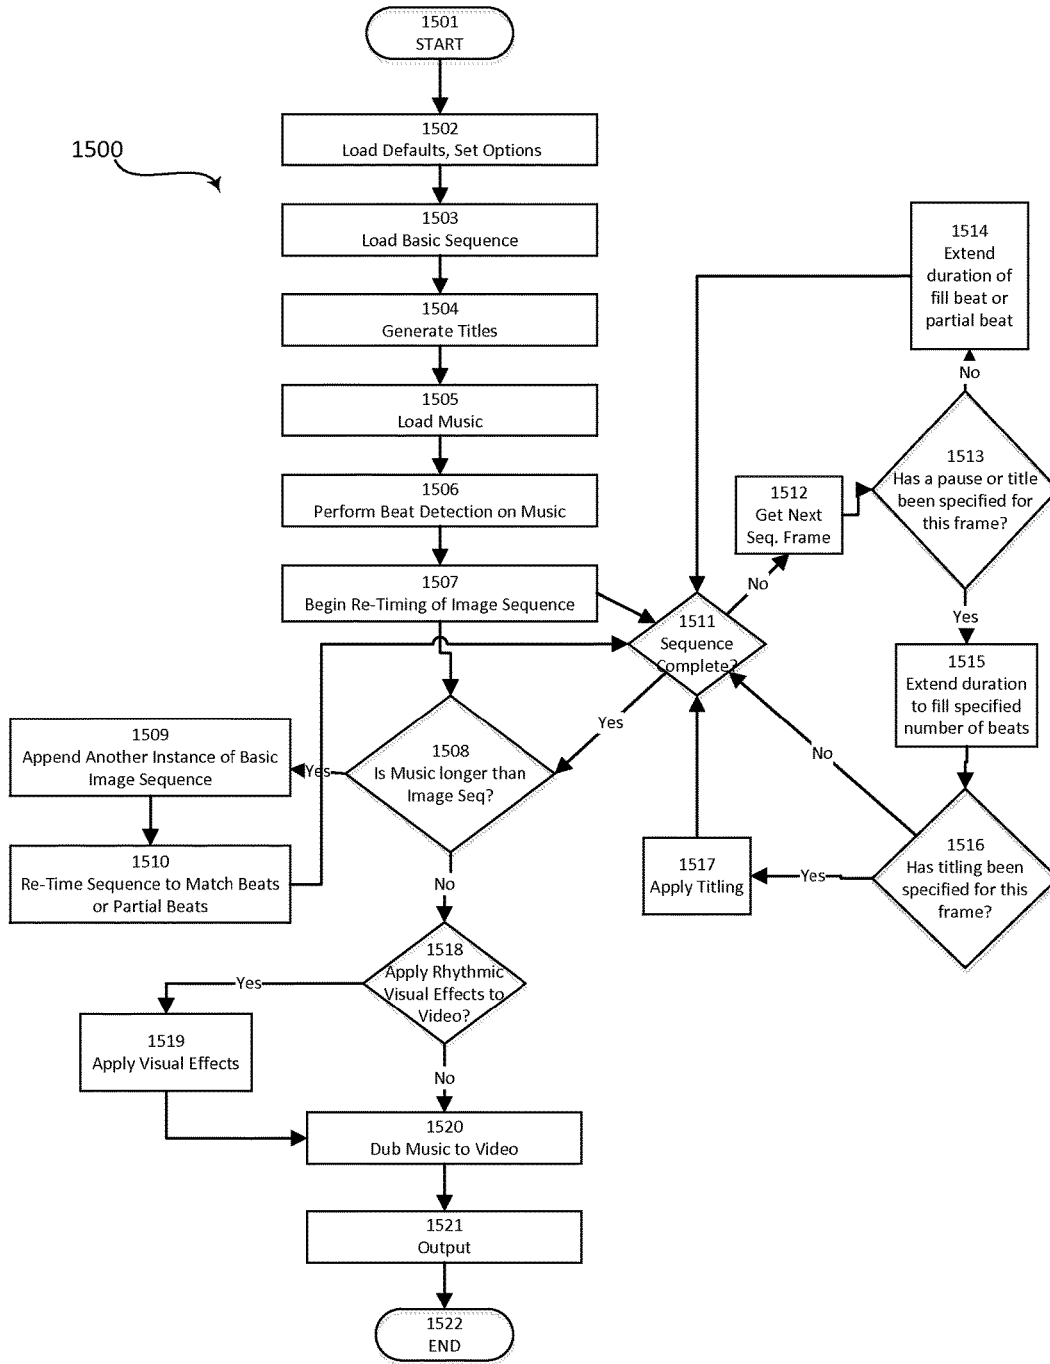 1500
1501
START
1502
Load Defaults, Set Options
1503
Load Basic Sequence
1504
Generate Titles
1505
Load Music
1506
Perform Beat Detection on Music
1507
Begin Re-Timing of Image Sequence
1508
Is Music longer than
Image Seq?
Yes
1509
Append Another Instance of Basic
Image Sequence
1510
Re-Time Sequence to Match Beats
or Partial Beats
No
1511
Sequence
Complete?
Yes
No
1512
Get Next
Seq. Frame
1513
Has a pause or title
been specified for
this frame?
No
1514
Extend
duration of
fill beat or
partial beat
Yes
1515
Extend duration
to fill specified
number of beats
1516
Has titling been
specified for this
frame?
No
Yes
1517
Apply Titling
1518
Apply Rhythmic
Visual Effects to
Video?
Yes
1519
Apply Visual Effects
No
1520
Dub Music to Video
1521
Output
1522
END